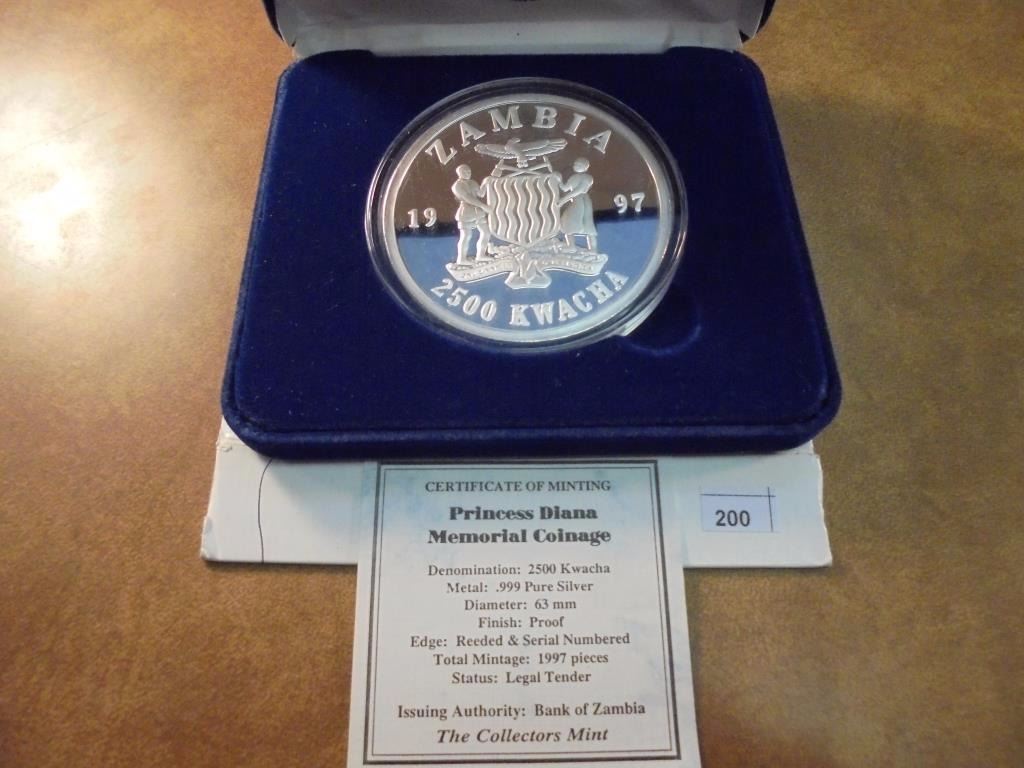 ZAMBIA
19 97
2500 KWACHA
CERTIFICATE OF MINTING
Princess Diana
Memorial Coinage
Denomination: 2500 Kwacha
Metal: .999 Pure Silver
Diameter: 63 mm
Finish: Proof
Edge: Reeded & Serial Numbered
Total Mintage: 1997 pieces
Status: Legal Tender
Issuing Authority: Bank of Zambia
The Collectors Mint
200